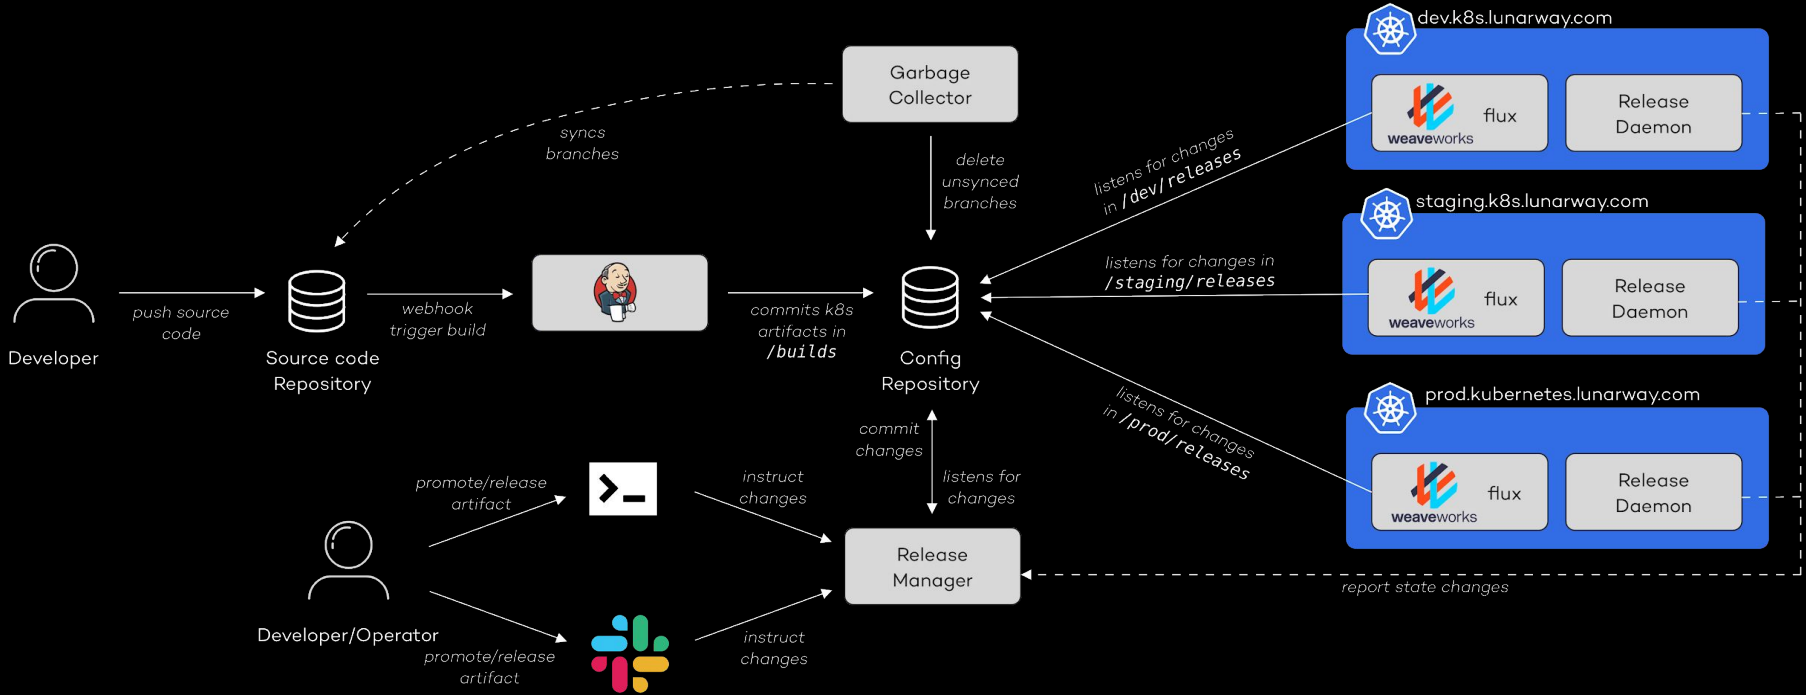 dev.k8s.lunarway.com
Garbage
Collector
weaveworks
flux
Release
Daemon
syncs
branches
delete
unsynced
branches
listens for changes
in /dev/releases
staging.k8s.lunarway.com
listens for changes in
/staging/releases
weaveworks
flux
Release
Daemon
push source
code
webhook
trigger build
commits k8s
artifacts in
/builds
Developer
Source code
Repository
Config
Repository
listens for changes
in /prod/releases
prod.kubernetes.lunarway.com
weaveworks
flux
Release
Daemon
commit
changes
listens for
changes
promote/release
artifact
>_
instruct
changes
Release
Manager
report state changes
Developer/Operator
promote/release
artifact
instruct
changes